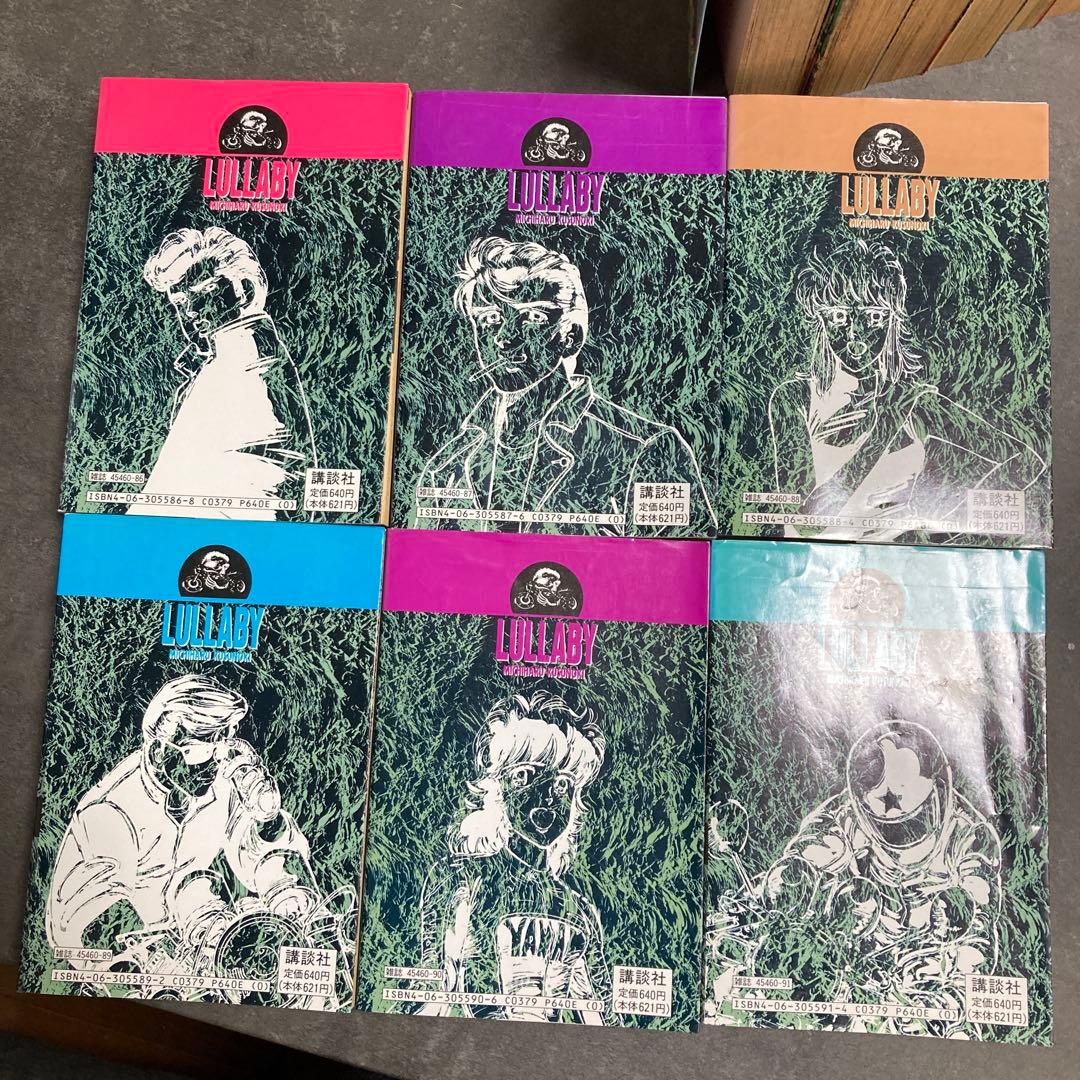 LULLABY
MICHIHARU KUSUNOKI
雑誌 45460-86
講談社
定価640円
(本体621円)
ISBN4-06-305586-8 C0379 P640E (0)
LULLABY
MICHIHARU KUSUNOKI
雑誌 45460-87
講談社
定価640円
(本体621円)
ISBN4-06-305587-6 C0379 P640E (0)
LULLABY
MICHIHARU KUSUNOKI
雑誌 45460-88
講談社
定価640円
(本体621円)
ISBN4-06-305588-4 C0379 P640E (0)
LULLABY
MICHIHARU KUSUNOKI
雑誌 45460-89
講談社
定価640円
(本体621円)
ISBN4-06-305589-2 C0379 P640E (0)
LULLABY
MICHIHARU KUSUNOKI
雑誌 45460-90
講談社
定価640円
(本体621円)
ISBN4-06-305590-6 C0379 P640E (0)
LULLABY
MICHIHARU KUSUNOKI
雑誌 45460-91
講談社
定価640円
(本体621円)
ISBN4-06-305591-4 C0379 P640E (0)